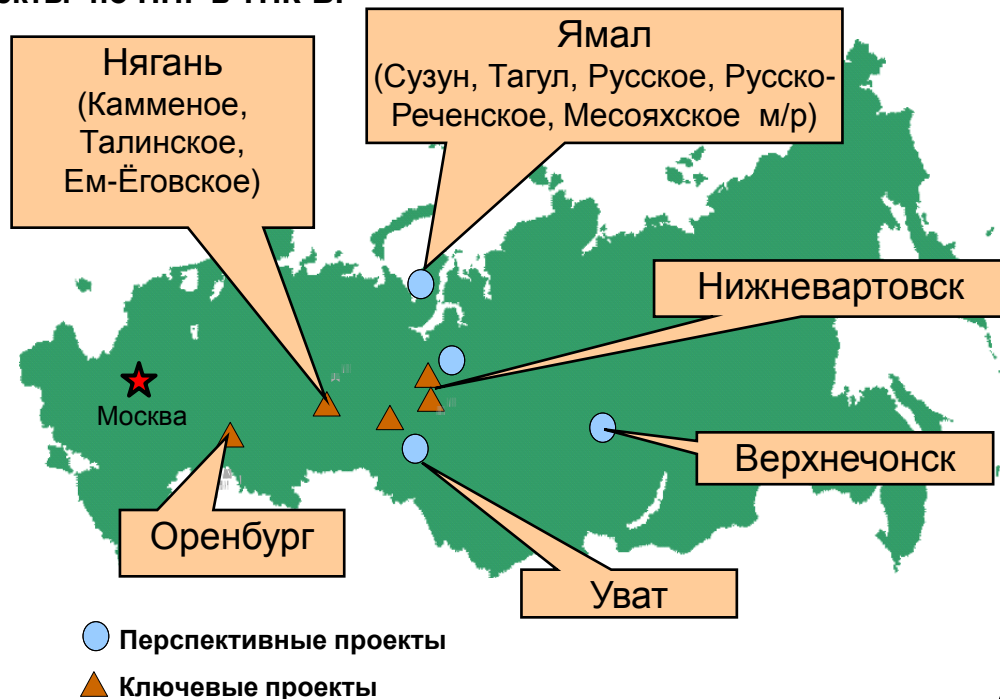 Нягань
(Камменое,
Талинское,
Ем-Ёговское)
Ямал
(Сузун, Тагул, Русское, Русско-
Реченское, Месояхское м/р)
Нижневартовск
Москва
Верхнечонск
Оренбург
Уват
Перспективные проекты
Ключевые проекты